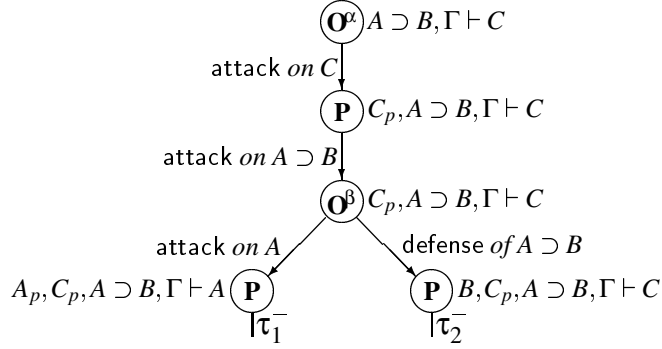 O^α A ⊃ B, Γ ⊢ C
attack on C
P C_p, A ⊃ B, Γ ⊢ C
attack on A ⊃ B
O^β C_p, A ⊃ B, Γ ⊢ C
attack on A defense of A ⊃ B
A_p, C_p, A ⊃ B, Γ ⊢ A P P B, C_p, A ⊃ B, Γ ⊢ C
τ_1^− τ_2^−